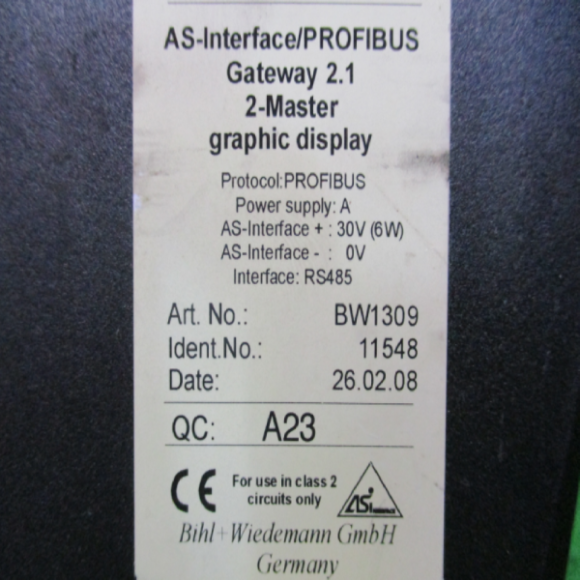 AS-Interface/PROFIBUS
Gateway 2.1
2-Master
graphic display
Protocol:PROFIBUS
Power supply: A
AS-Interface + : 30V (6W)
AS-Interface - : 0V
Interface: RS485
Art. No.: BW1309
Ident.No.: 11548
Date: 26.02.08
QC: A23
CE For use in class 2
circuits only
ASi
Bihl+Wiedemann GmbH
Germany